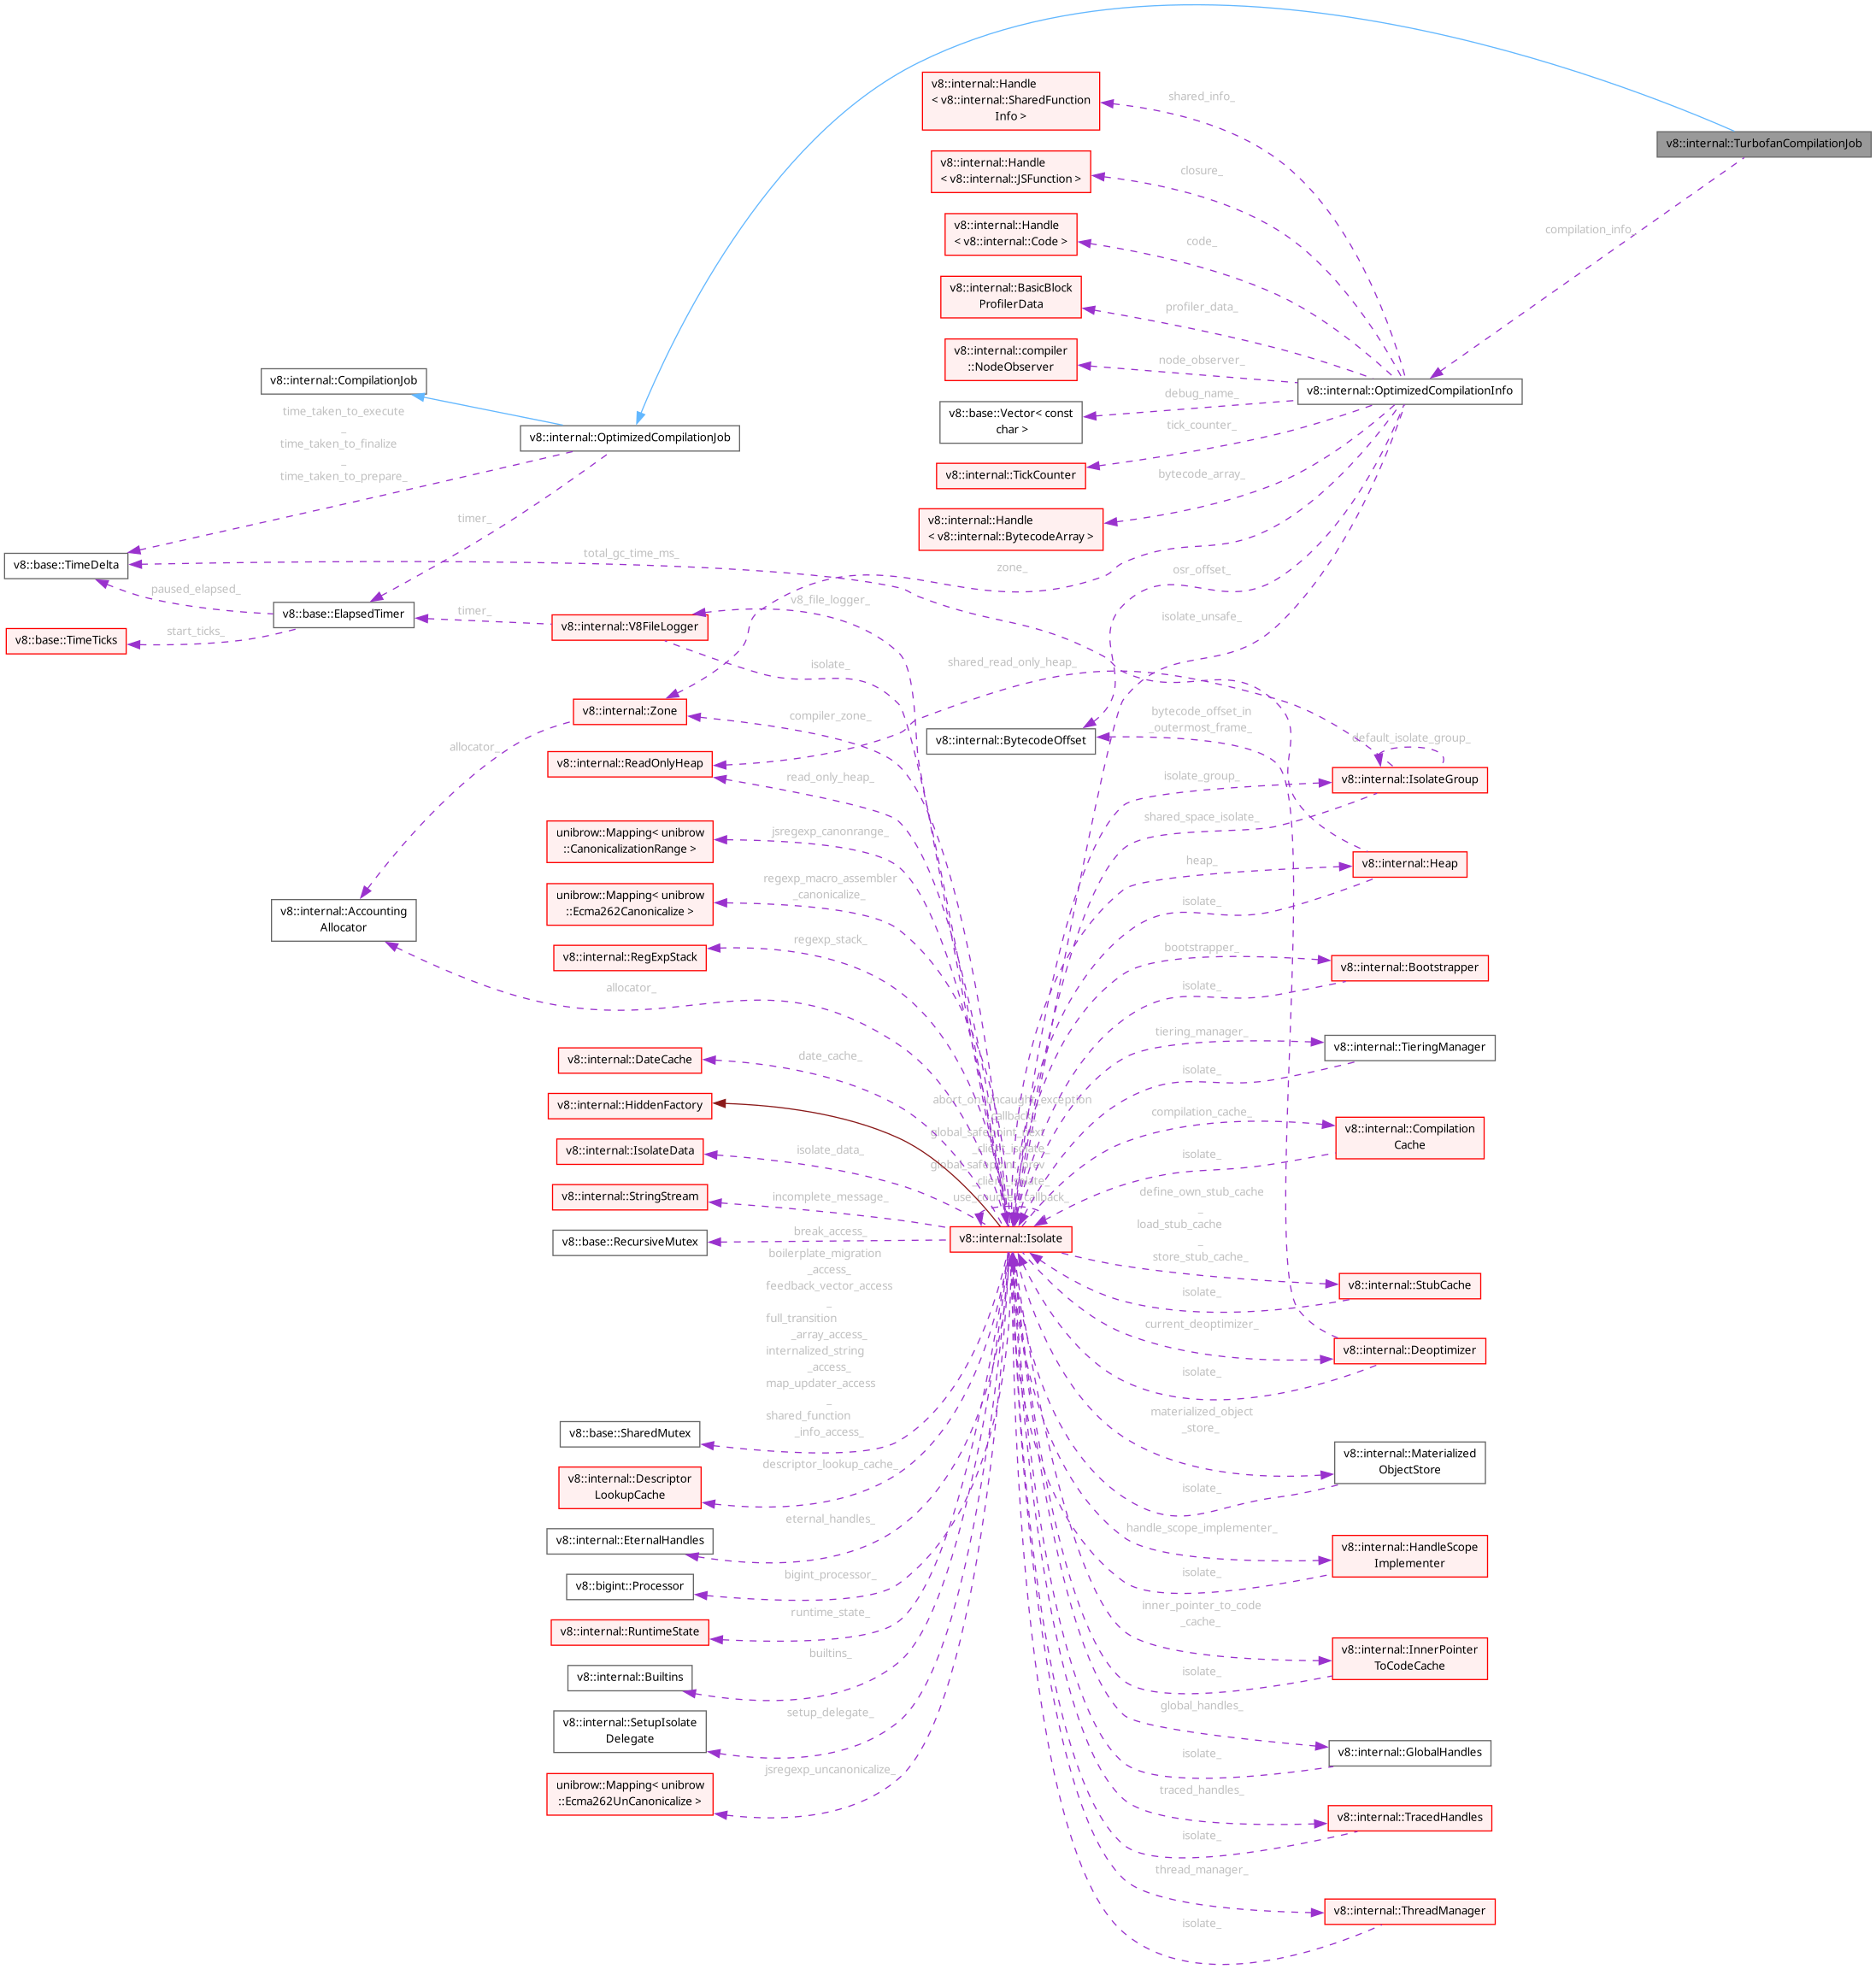 v8::internal::Handle
< v8::internal::SharedFunction
Info >
shared_info_
v8::internal::TurbofanCompilationJob
v8::internal::Handle
< v8::internal::JSFunction >
closure_
v8::internal::Handle
< v8::internal::Code >
code_
compilation_info_
v8::internal::BasicBlock
ProfilerData
profiler_data_
v8::internal::compiler
::NodeObserver
node_observer_
v8::internal::CompilationJob
v8::internal::OptimizedCompilationInfo
v8::base::Vector< const
char >
debug_name_
time_taken_to_execute
_
time_taken_to_finalize
_
time_taken_to_prepare_
v8::internal::OptimizedCompilationJob
tick_counter_
v8::internal::TickCounter
bytecode_array_
v8::internal::Handle
< v8::internal::BytecodeArray >
timer_
total_gc_time_ms_
v8::base::TimeDelta
zone_
osr_offset_
paused_elapsed_
v8::base::ElapsedTimer
timer_
v8_file_logger_
v8::internal::V8FileLogger
isolate_unsafe_
start_ticks_
v8::base::TimeTicks
isolate_
shared_read_only_heap_
v8::internal::Zone
compiler_zone_
bytecode_offset_in
_outermost_frame_
v8::internal::BytecodeOffset
default_isolate_group_
allocator_
v8::internal::ReadOnlyHeap
read_only_heap_
isolate_group_
v8::internal::IsolateGroup
shared_space_isolate_
unibrow::Mapping< unibrow
::CanonicalizationRange >
jsregexp_canonrange_
heap_
v8::internal::Heap
unibrow::Mapping< unibrow
::Ecma262Canonicalize >
regexp_macro_assembler
_canonicalize_
isolate_
v8::internal::Accounting
Allocator
v8::internal::RegExpStack
regexp_stack_
bootstrapper_
v8::internal::Bootstrapper
allocator_
isolate_
v8::internal::DateCache
date_cache_
tiering_manager_
v8::internal::TieringManager
isolate_
v8::internal::HiddenFactory
abort_on_uncaught_exception
_callback_
global_safepoint_next
_client_isolate_
global_safepoint_prev
_client_isolate_
use_counter_callback_
compilation_cache_
v8::internal::Compilation
Cache
isolate_
v8::internal::IsolateData
isolate_data_
v8::internal::StringStream
incomplete_message_
v8::base::RecursiveMutex
break_access_
v8::internal::Isolate
define_own_stub_cache
_
load_stub_cache
_
store_stub_cache_
v8::internal::StubCache
isolate_
boilerplate_migration
_access_
feedback_vector_access
_
full_transition
_array_access_
internalized_string
_access_
map_updater_access
_
shared_function
_info_access_
current_deoptimizer_
v8::internal::Deoptimizer
isolate_
v8::base::SharedMutex
materialized_object
_store_
v8::internal::Materialized
ObjectStore
isolate_
v8::internal::Descriptor
LookupCache
descriptor_lookup_cache_
v8::internal::EternalHandles
eternal_handles_
handle_scope_implementer_
v8::internal::HandleScope
Implementer
isolate_
v8::bigint::Processor
bigint_processor_
v8::internal::RuntimeState
runtime_state_
inner_pointer_to_code
_cache_
v8::internal::InnerPointer
ToCodeCache
isolate_
v8::internal::Builtins
builtins_
v8::internal::SetupIsolate
Delegate
setup_delegate_
global_handles_
v8::internal::GlobalHandles
isolate_
unibrow::Mapping< unibrow
::Ecma262UnCanonicalize >
jsregexp_uncanonicalize_
traced_handles_
v8::internal::TracedHandles
isolate_
thread_manager_
v8::internal::ThreadManager
isolate_